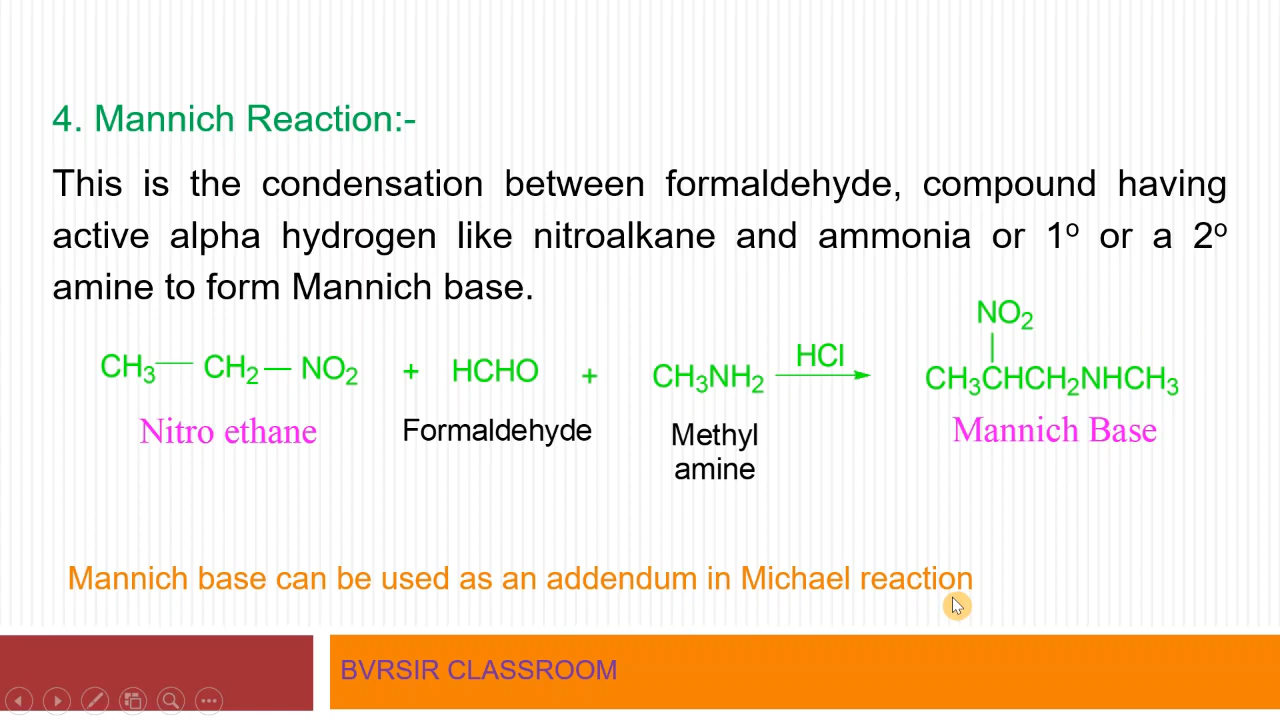 4. Mannich Reaction:-
This is the condensation between formaldehyde, compound having
active alpha hydrogen like nitroalkane and ammonia or 1º or a 2º
amine to form Mannich base.
NO₂
CH₃ — CH₂ — NO₂ + HCHO + CH₃NH₂ HCl CH₃CHCH₂NHCH₃
Nitro ethane Formaldehyde Methyl amine Mannich Base
Mannich base can be used as an addendum in Michael reaction
BVRSIR CLASSROOM